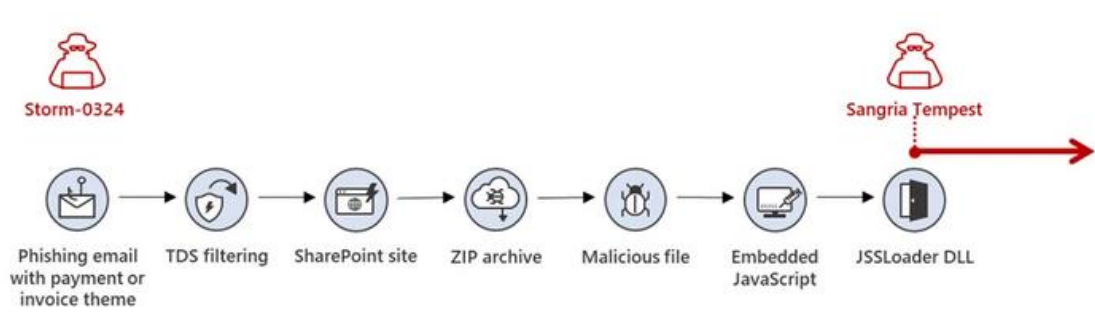 Storm-0324
Sangria Tempest
Phishing email
with payment or
invoice theme
TDS filtering
SharePoint site
ZIP archive
Malicious file
Embedded
JavaScript
JSSLoader DLL